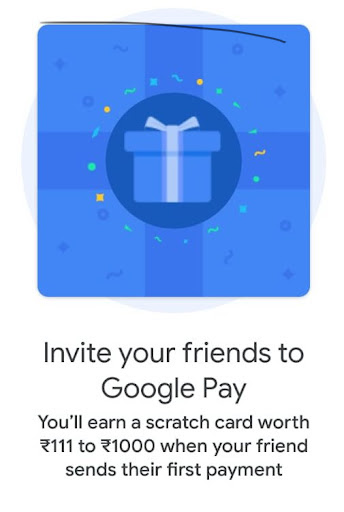 Invite your friends to
Google Pay
You’ll earn a scratch card worth
₹111 to ₹1000 when your friend
sends their first payment